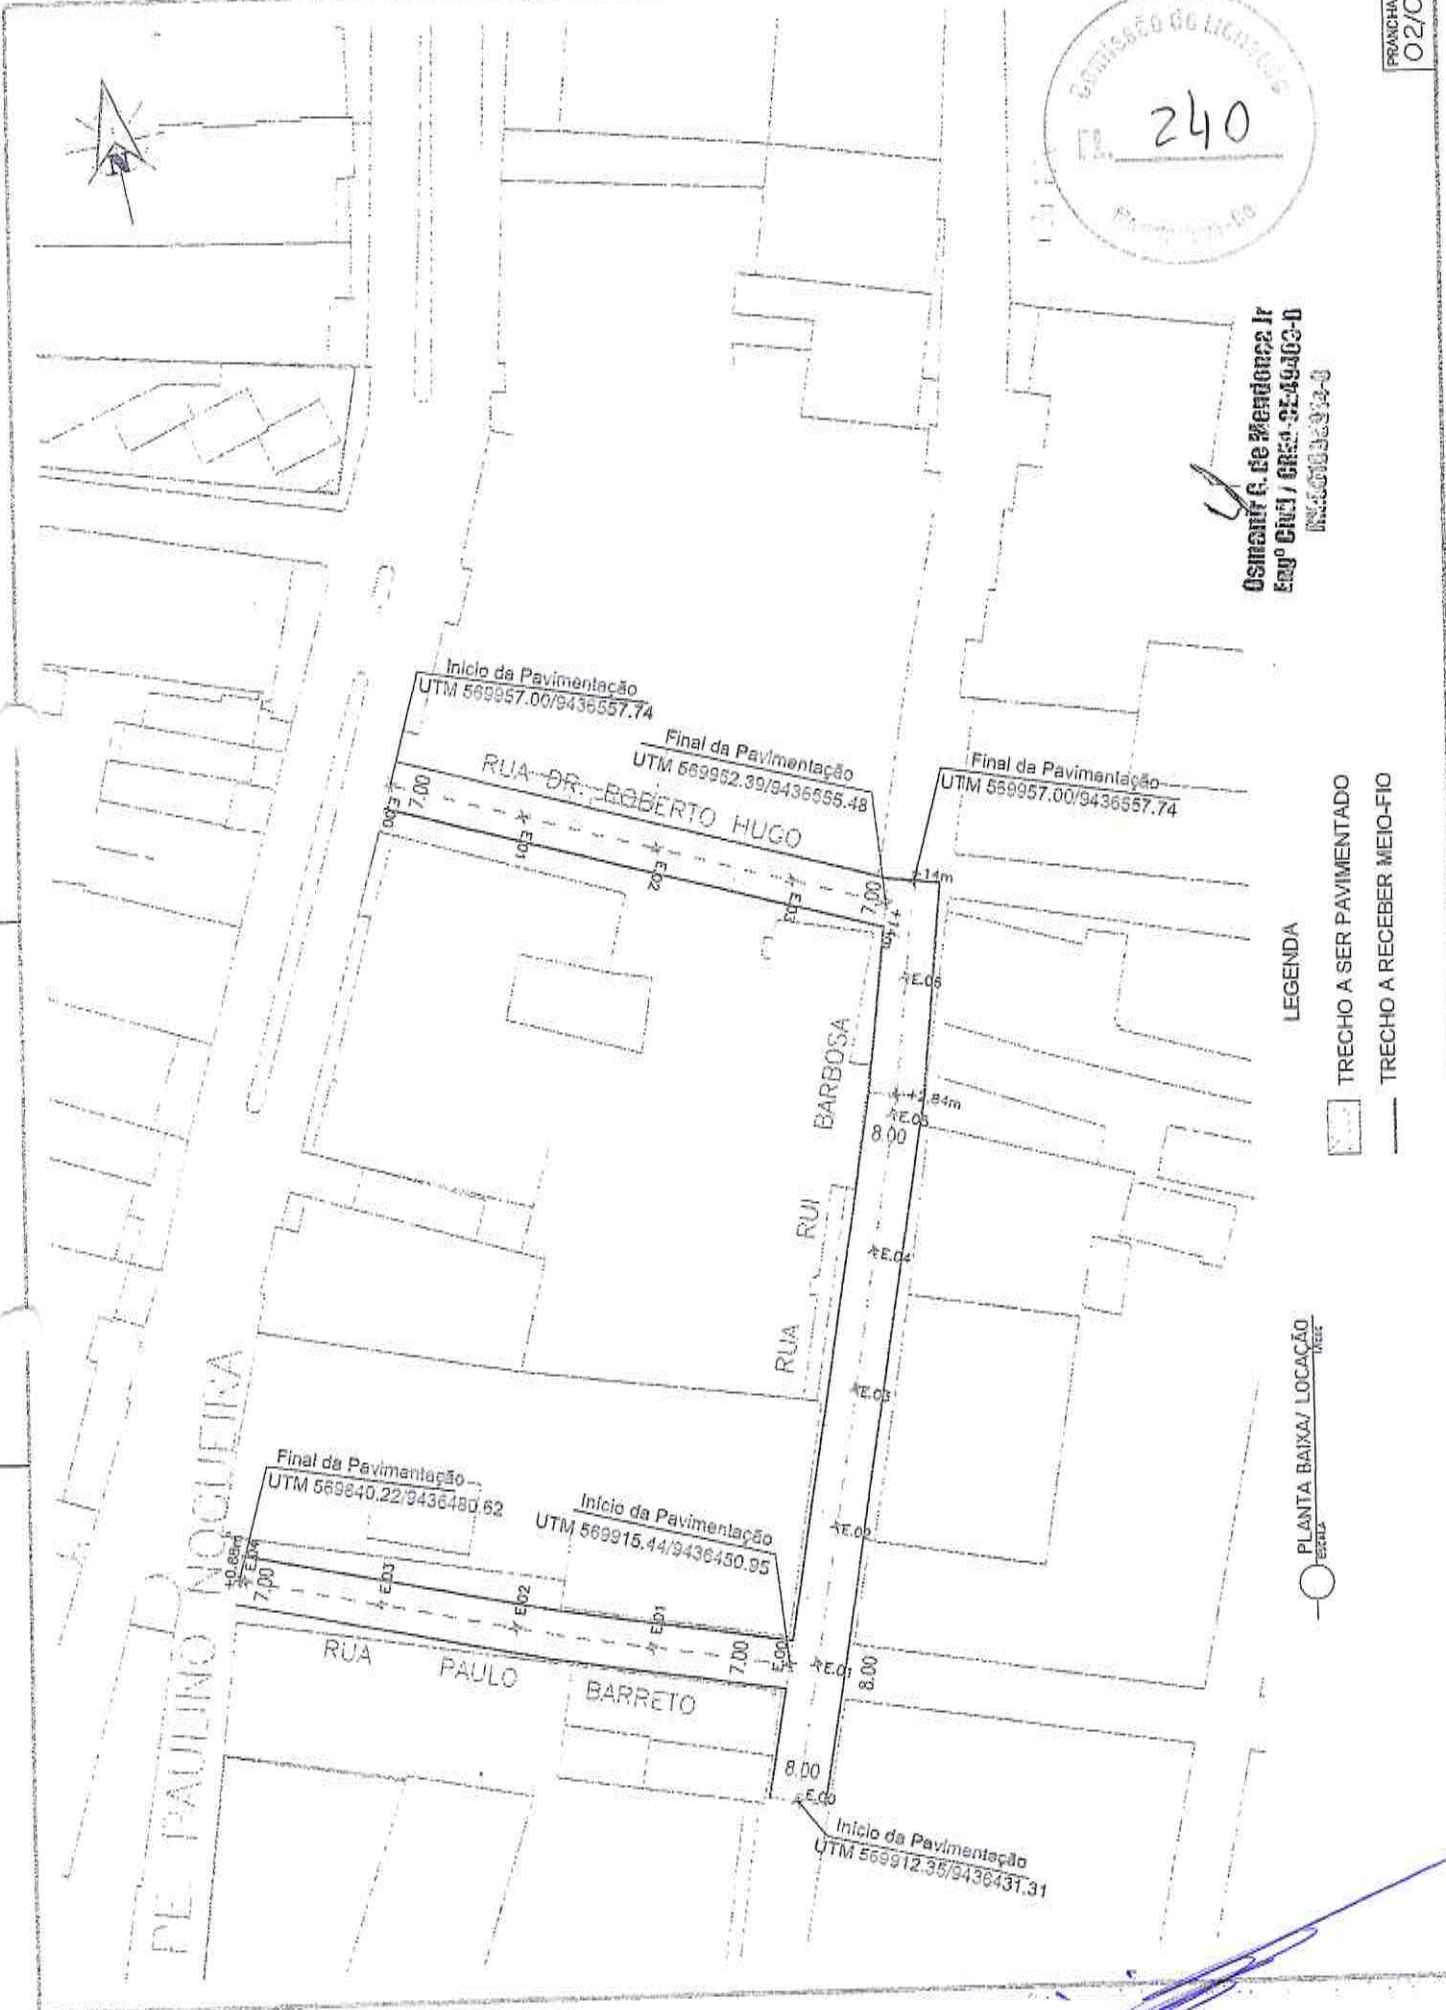 PRANCHA
02/0
Comissão de Licitação
Fl. 240
Início da Pavimentação
UTM 569957.00/9436557.74
Final da Pavimentação
UTM 569952.39/9436555.48
Final da Pavimentação
UTM 569957.00/9436557.74
RUA DR. ROBERTO HUGO
E.00
7.00
E.01
E.02
E.03
7.00
+14m
14m
E.06
BARBOSA
+2,84m
E.05
8.00
RUI
E.04
RUA
E.03
E.02
E.01
8.00
8.00
E.00
Início da Pavimentação
UTM 569912.35/9436431.31
Final da Pavimentação
UTM 569840.22/9436480.62
Início da Pavimentação
UTM 569915.44/9436450.95
+0.88m
E.04
7.00
E.03
E.02
E.01
7.00
E.00
RUA PAULO BARRETO
PE PAULINO NOGUEIRA
Osmanir G. de Mendonça Jr
Engº Civil / CREA
LEGENDA
TRECHO A SER PAVIMENTADO
TRECHO A RECEBER MEIO-FIO
PLANTA BAIXA/ LOCAÇÃO
ESCALA
N